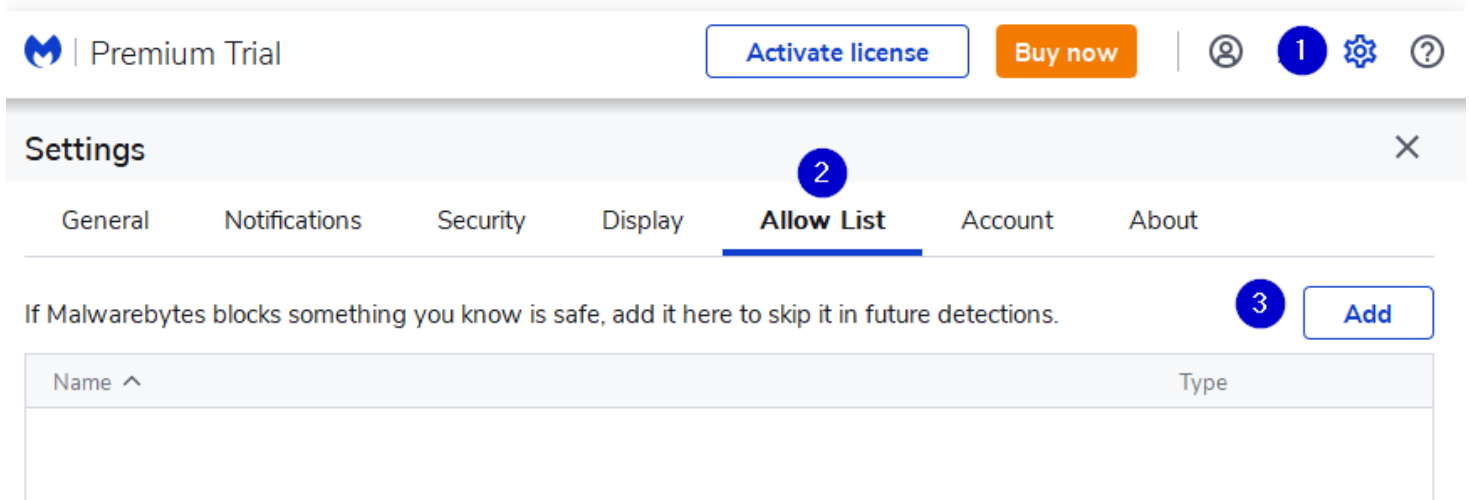 Premium Trial Activate license Buy now 1
Settings
2
General Notifications Security Display Allow List Account About
If Malwarebytes blocks something you know is safe, add it here to skip it in future detections. 3 Add
Name Type